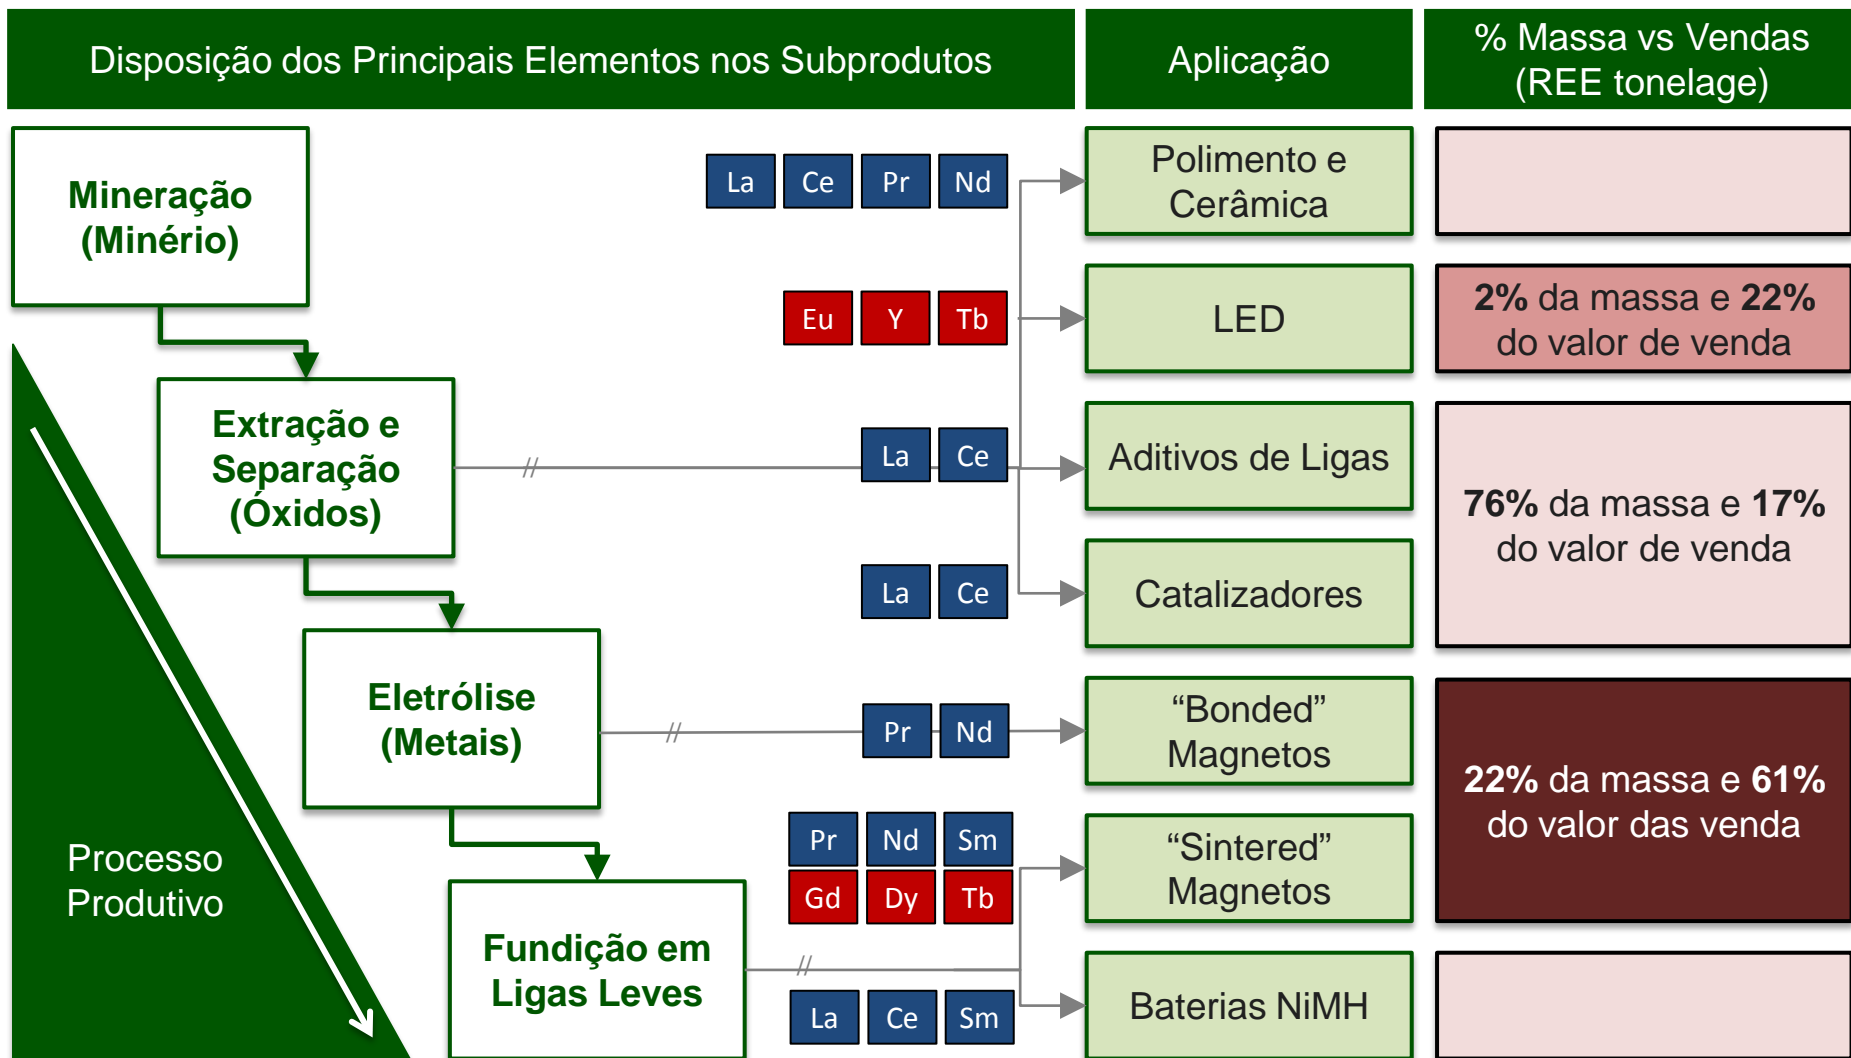 Disposição dos Principais Elementos nos Subprodutos
Aplicação
% Massa vs Vendas
(REE tonelage)
Mineração
(Minério)
La Ce Pr Nd
Polimento e
Cerâmica
Eu Y Tb
LED
2% da massa e 22%
do valor de venda
Extração e
Separação
(Óxidos)
La Ce
Aditivos de Ligas
76% da massa e 17%
do valor de venda
La Ce
Catalizadores
Eletrólise
(Metais)
Pr Nd
“Bonded”
Magnetos
22% da massa e 61%
do valor das venda
Pr Nd Sm
Gd Dy Tb
“Sintered”
Magnetos
Processo
Produtivo
Fundição em
Ligas Leves
La Ce Sm
Baterias NiMH